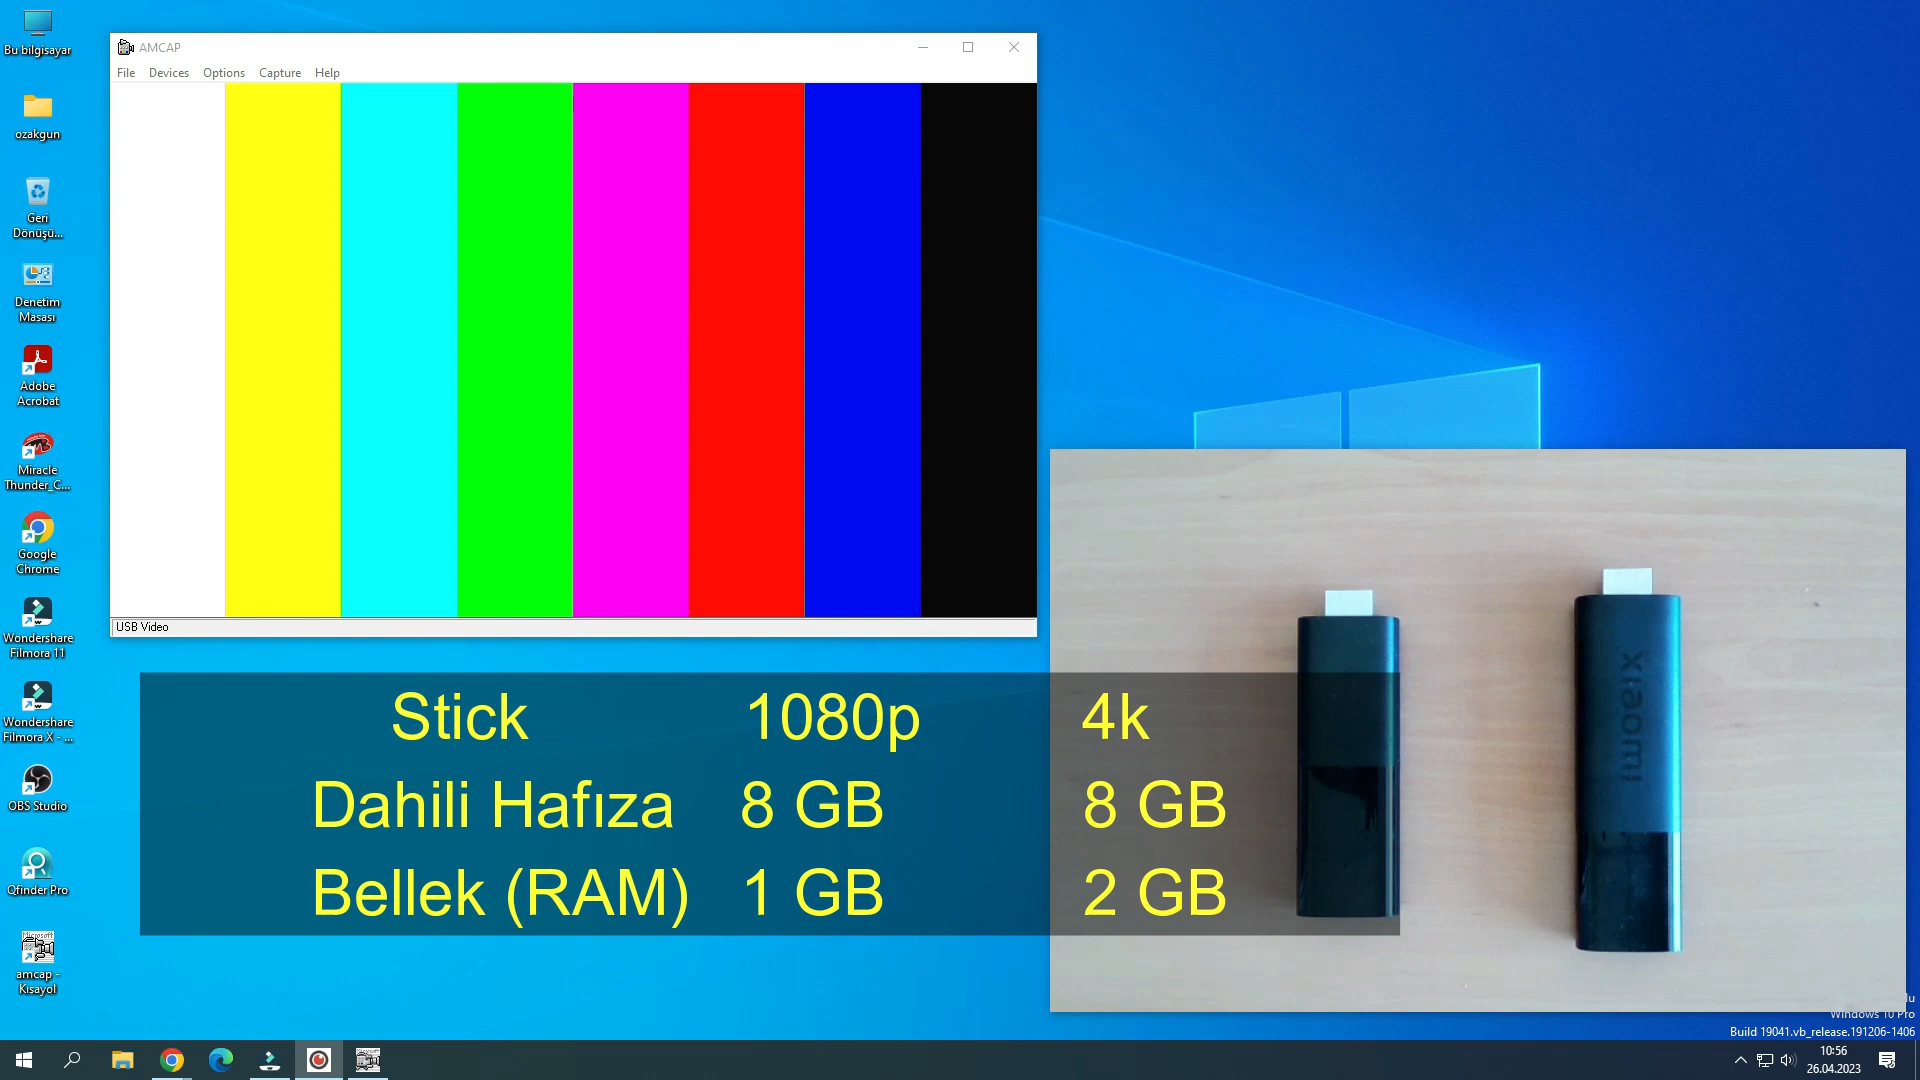 Bu bilgisayar
ozakgun
Geri
Dönüşü...
Denetim
Masası
Adobe
Acrobat
Miracle
Thunder_C...
Google
Chrome
Wondershare
Filmora 11
Wondershare
Filmora X - ...
OBS Studio
Qfinder Pro
Microsoft
amcap -
Kısayol
AMCAP
File Devices Options Capture Help
USB Video
Stick 1080p 4k
Dahili Hafıza 8 GB 8 GB
Bellek (RAM) 1 GB 2 GB
xiaomi
Windows 10 Pro
Build 19041.vb_release.191206-1406
10:56
26.04.2023